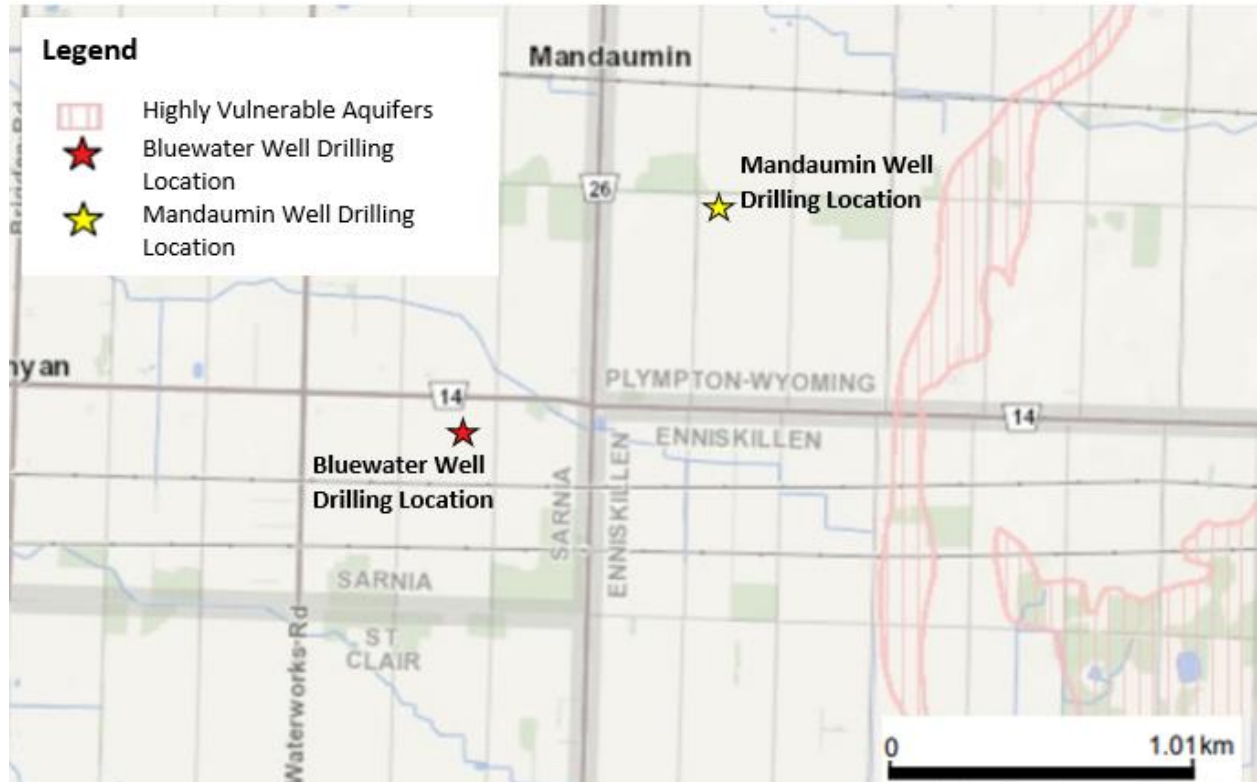 Legend
Highly Vulnerable Aquifers
Bluewater Well Drilling
Location
Mandaumin Well Drilling
Location
Mandaumin
26
Mandaumin Well
Drilling Location
nyan
14
PLYMPTON-WYOMING
14
ENNISKILLEN
Bluewater Well
Drilling Location
SARNIA
ENNISKILLEN
SARNIA
ST
CLAIR
Waterworks-Rd
0 1.01km